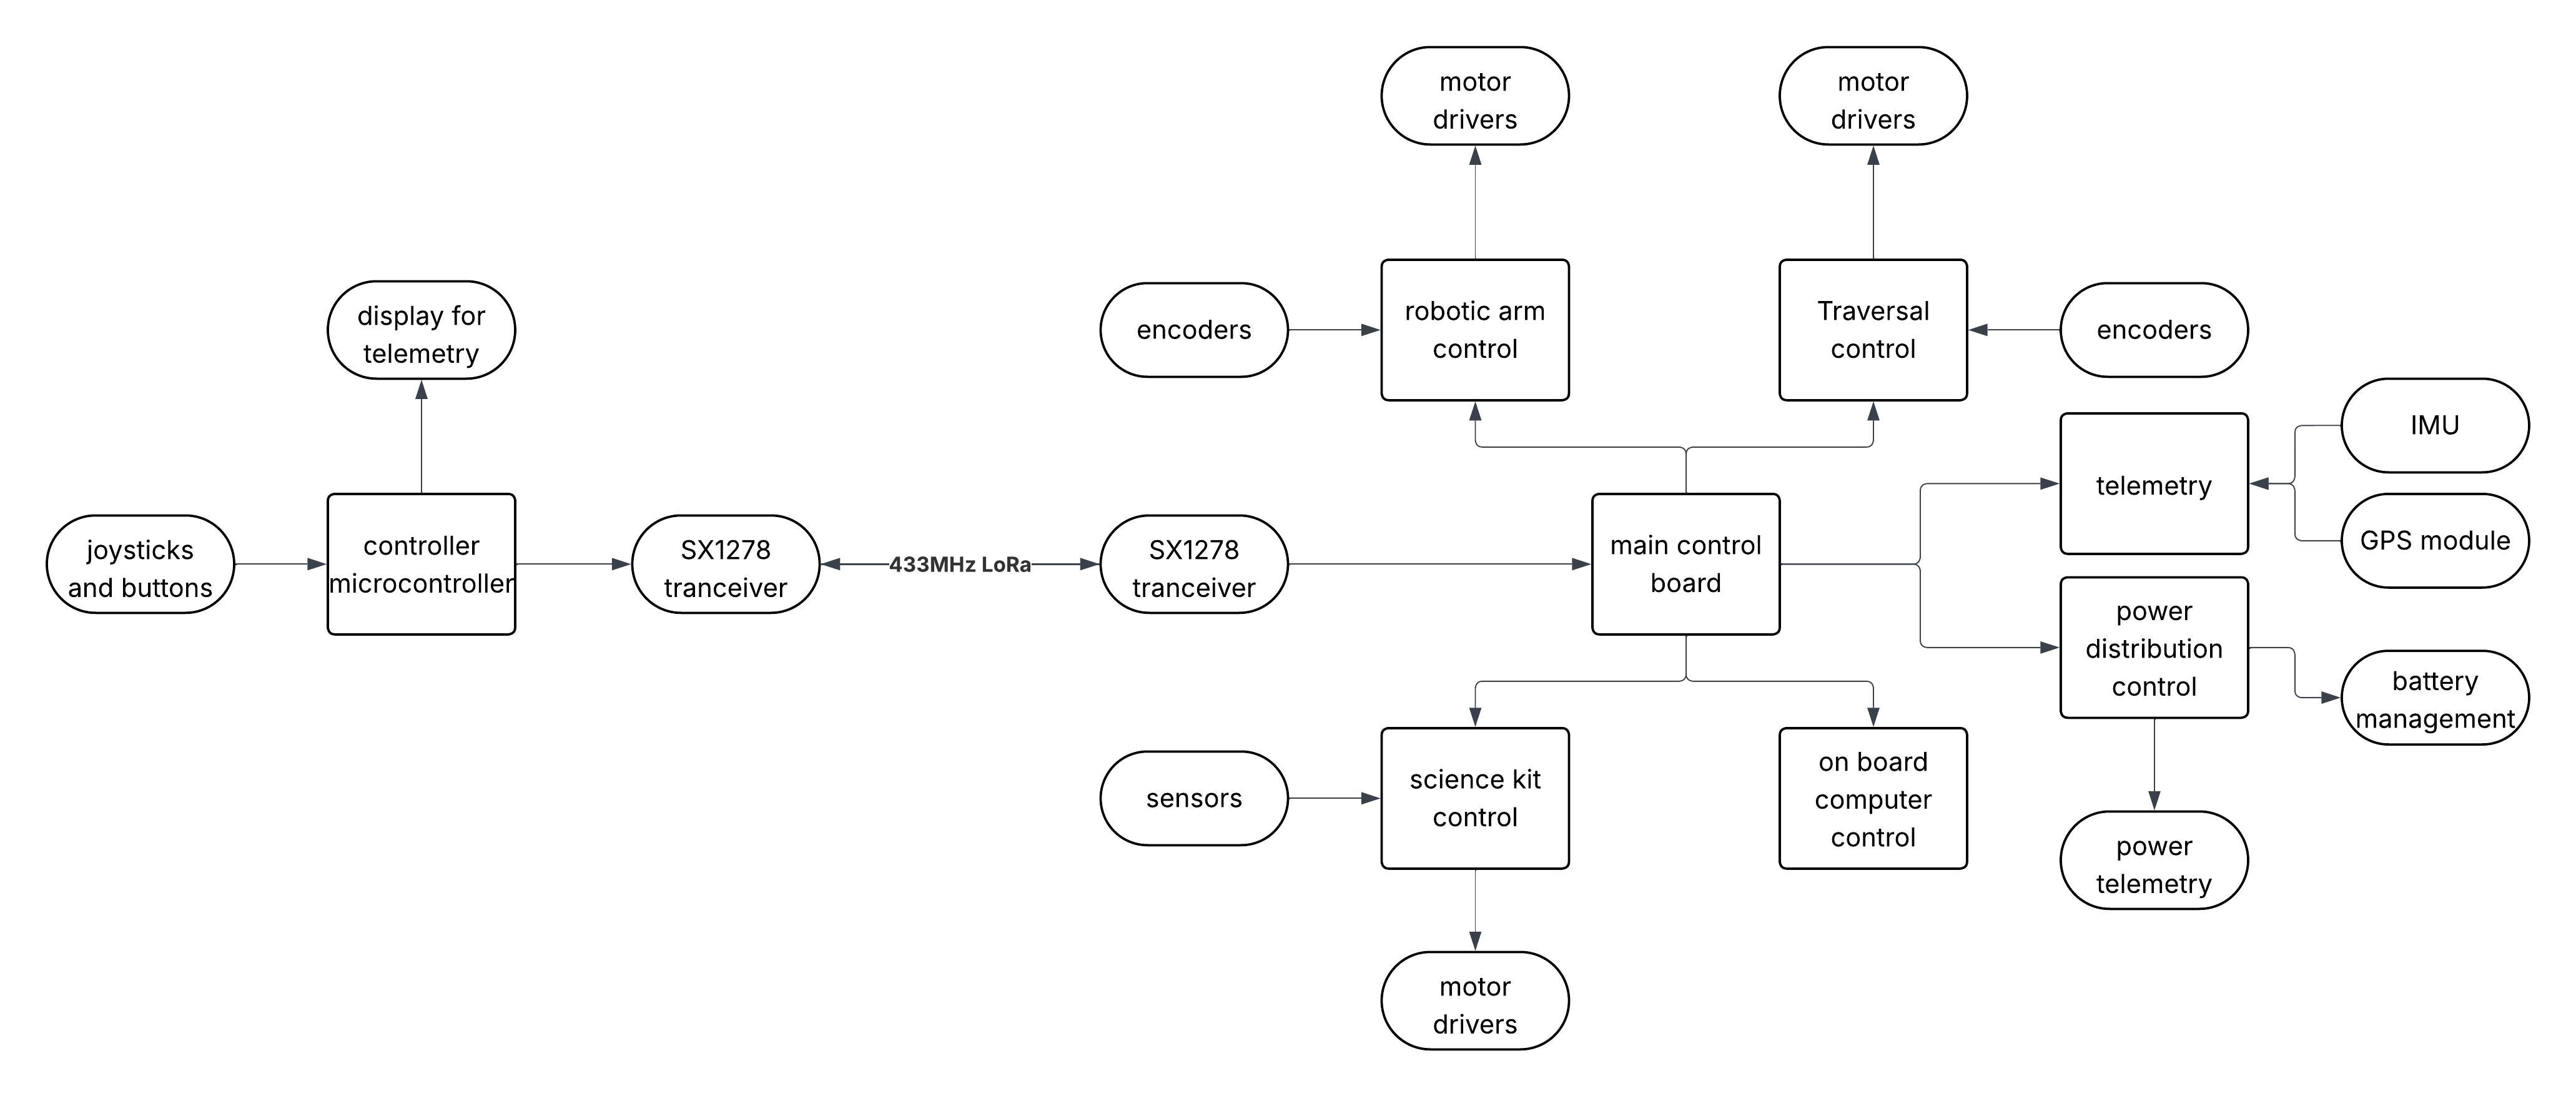 motor
drivers
motor
drivers
display for
telemetry
encoders
robotic arm
control
Traversal
control
encoders
IMU
telemetry
GPS module
joysticks
and buttons
controller
microcontroller
SX1278
tranceiver
433MHz LoRa
SX1278
tranceiver
main control
board
power
distribution
control
battery
management
sensors
science kit
control
on board
computer
control
power
telemetry
motor
drivers